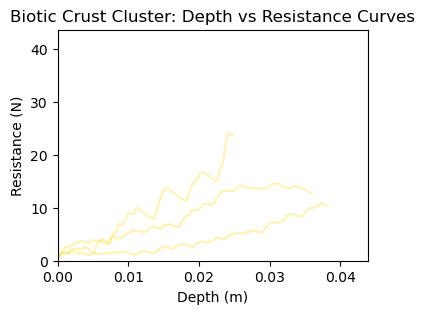 Biotic Crust Cluster: Depth vs Resistance Curves
40
30
20
10
0
Resistance (N)
0.00 0.01 0.02 0.03 0.04
Depth (m)